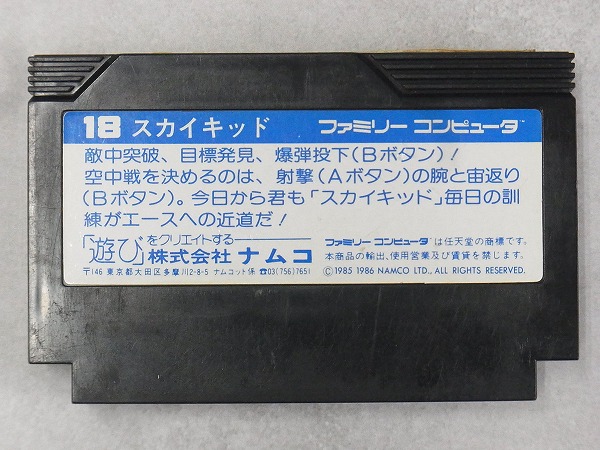 18 スカイキッド ファミリー コンピュータ™
敵中突破、目標発見、爆弾投下(Bボタン)！
空中戦を決めるのは、射撃(Aボタン)の腕と宙返り
(Bボタン)。今日から君も「スカイキッド」毎日の訓
練がエースへの近道だ！
「遊び」をクリエイトする——
株式会社 ナムコ
〒146 東京都大田区多摩川2-8-5 ナムコット係 ☎03(756)7651
ファミリー コンピュータ™は任天堂の商標です。
本商品の輸出、使用営業及び賃貸を禁じます。
©1985 1986 NAMCO LTD., ALL RIGHTS RESERVED.